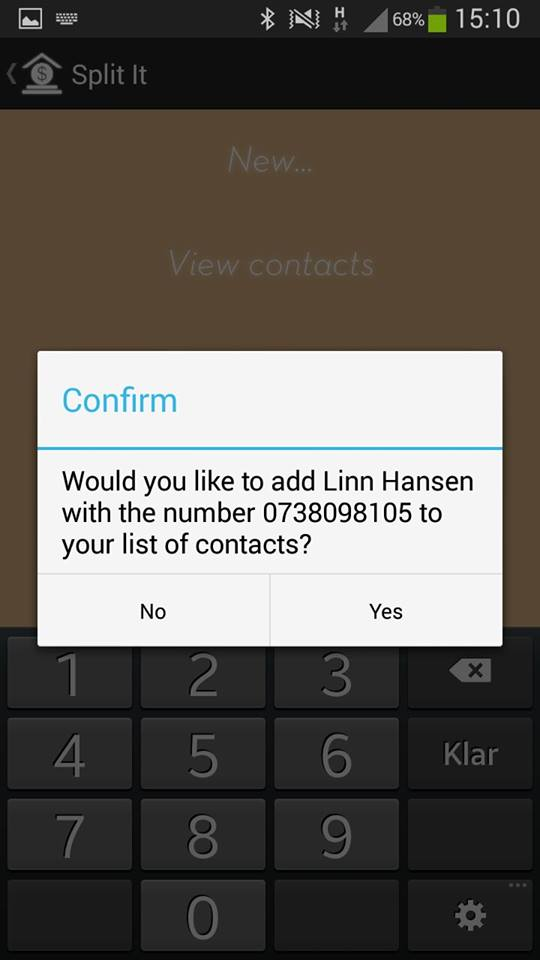 H 68% 15:10
Split It
New...
View contacts
Confirm
Would you like to add Linn Hansen
with the number 0738098105 to
your list of contacts?
No Yes
1 2 3
4 5 6 Klar
7 8 9
0